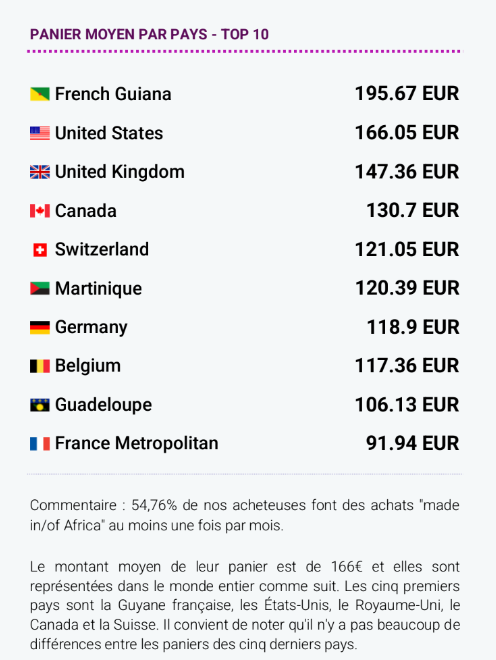 PANIER MOYEN PAR PAYS - TOP 10
French Guiana 195.67 EUR
United States 166.05 EUR
United Kingdom 147.36 EUR
Canada 130.7 EUR
Switzerland 121.05 EUR
Martinique 120.39 EUR
Germany 118.9 EUR
Belgium 117.36 EUR
Guadeloupe 106.13 EUR
France Metropolitan 91.94 EUR
Commentaire : 54,76% de nos acheteuses font des achats "made
in/of Africa" au moins une fois par mois.
Le montant moyen de leur panier est de 166€ et elles sont
représentées dans le monde entier comme suit. Les cinq premiers
pays sont la Guyane française, les États-Unis, le Royaume-Uni, le
Canada et la Suisse. Il convient de noter qu'il n'y a pas beaucoup de
différences entre les paniers des cinq derniers pays.